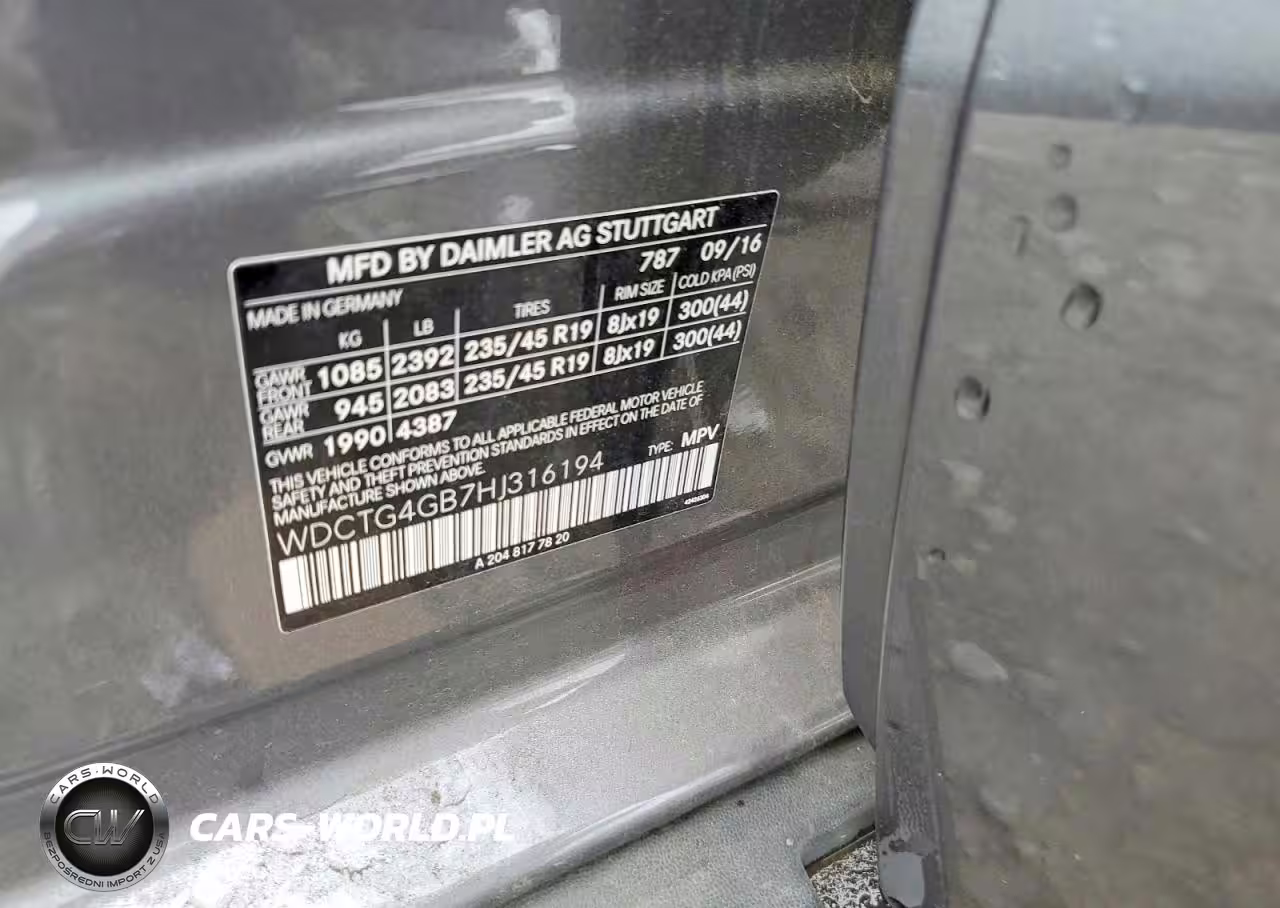 MFD BY DAIMLER AG STUTTGART
787 09/16
MADE IN GERMANY
KG LB TIRES RIM SIZE COLD KPA (PSI)
GAWR FRONT 1085 2392 235/45 R19 8Jx19 300(44)
GAWR REAR 945 2083 235/45 R19 8Jx19 300(44)
GVWR 1990 4387
THIS VEHICLE CONFORMS TO ALL APPLICABLE FEDERAL MOTOR VEHICLE
SAFETY AND THEFT PREVENTION STANDARDS IN EFFECT ON THE DATE OF
MANUFACTURE SHOWN ABOVE.
TYPE: MPV
WDCTG4GB7HJ316194
A 204 817 78 20
CARS-WORLD
CW
BEZPOŚREDNI IMPORT Z USA
CARS-WORLD.PL